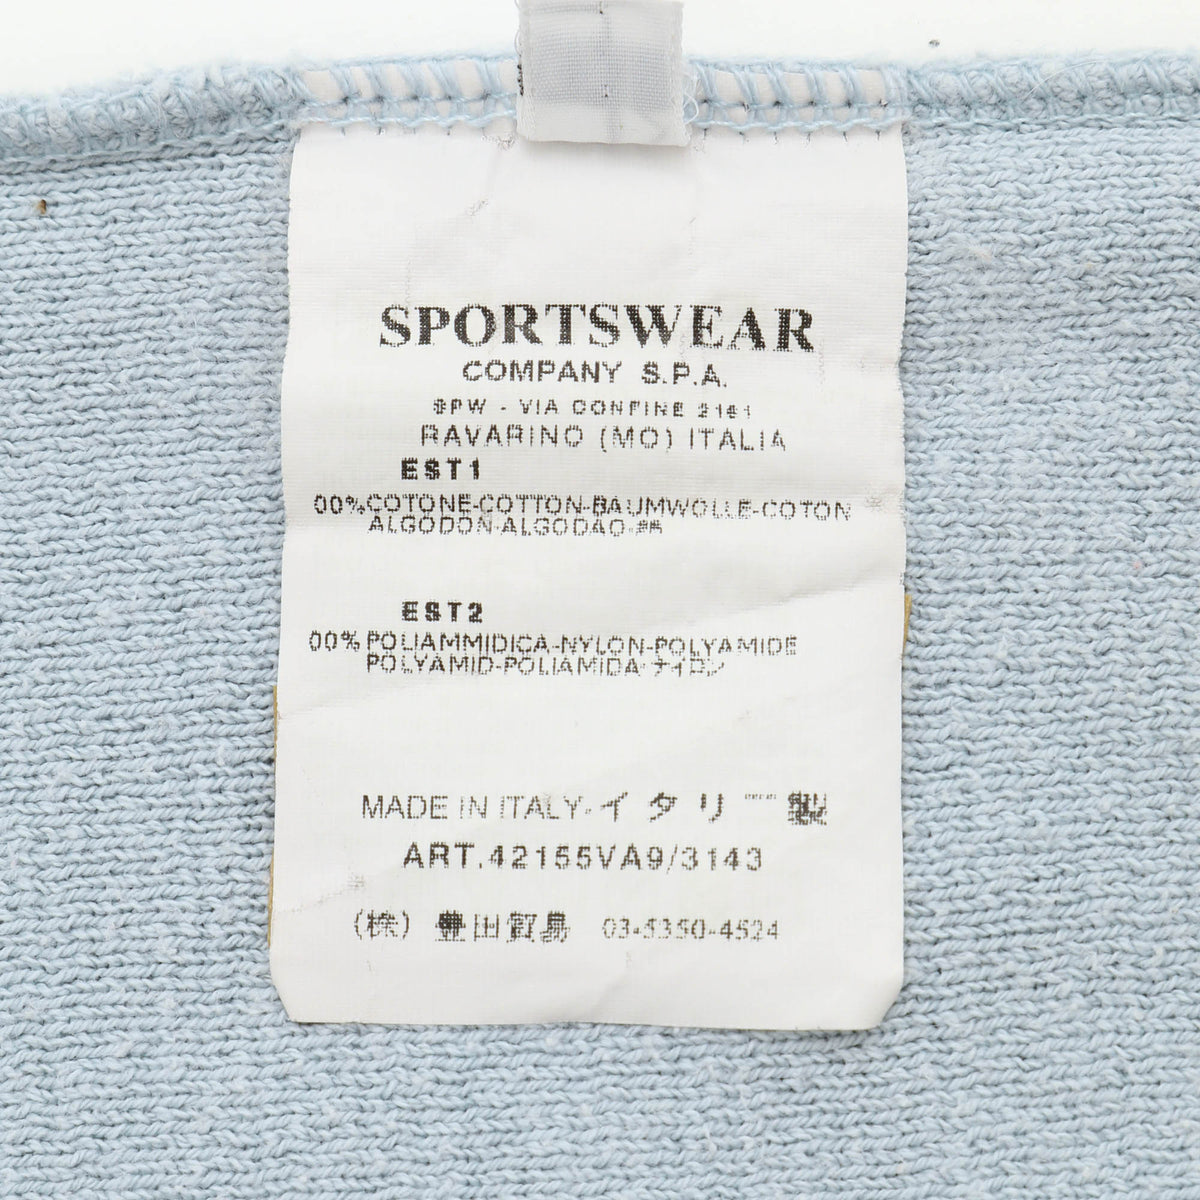 SPORTSWEAR
COMPANY S.P.A.
SPW - VIA CONFINE 2161
RAVARINO (MO) ITALIA
EST1
00%COTONE-COTTON-BAUMWOLLE-COTON
ALGODON-ALGODAO-綿
EST2
00%POLIAMMIDICA-NYLON-POLYAMIDE
POLYAMID-POLIAMIDA-ナイロン
MADE IN ITALY-イタリー製
ART.42155VA9/3143
(株) 豊田貿易 03-5350-4524